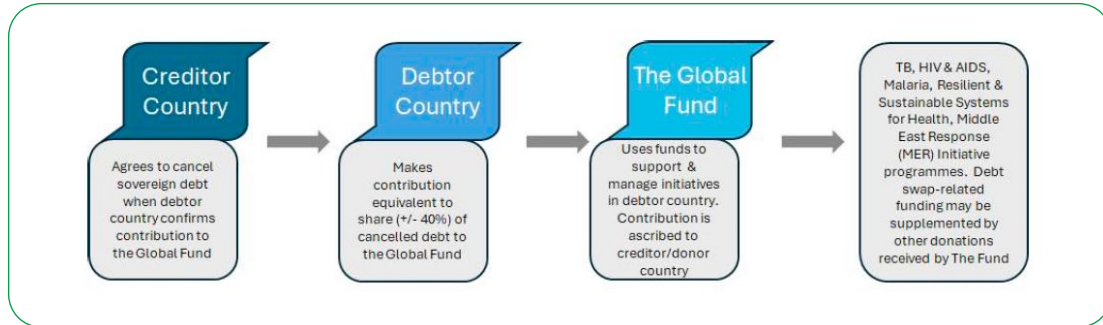 Creditor
Country
Agrees to cancel
sovereign debt
when debtor
country confirms
contribution to
the Global Fund
Debtor
Country
Makes
contribution
equivalent to
share (+/- 40%) of
cancelled debt to
the Global Fund
The Global
Fund
Uses funds to
support &
manage initiatives
in debtor country.
Contribution is
ascribed to
creditor/donor
country
TB, HIV & AIDS,
Malaria, Resilient &
Sustainable Systems
for Health, Middle
East Response
(MER) Initiative
programmes. Debt
swap-related
funding may be
supplemented by
other donations
received by The Fund